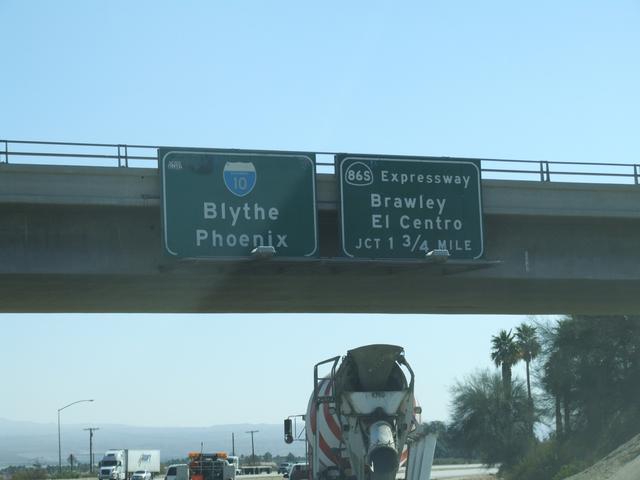 10
Blythe
Phoenix
86S Expressway
Brawley
El Centro
JCT 1 3/4 MILE